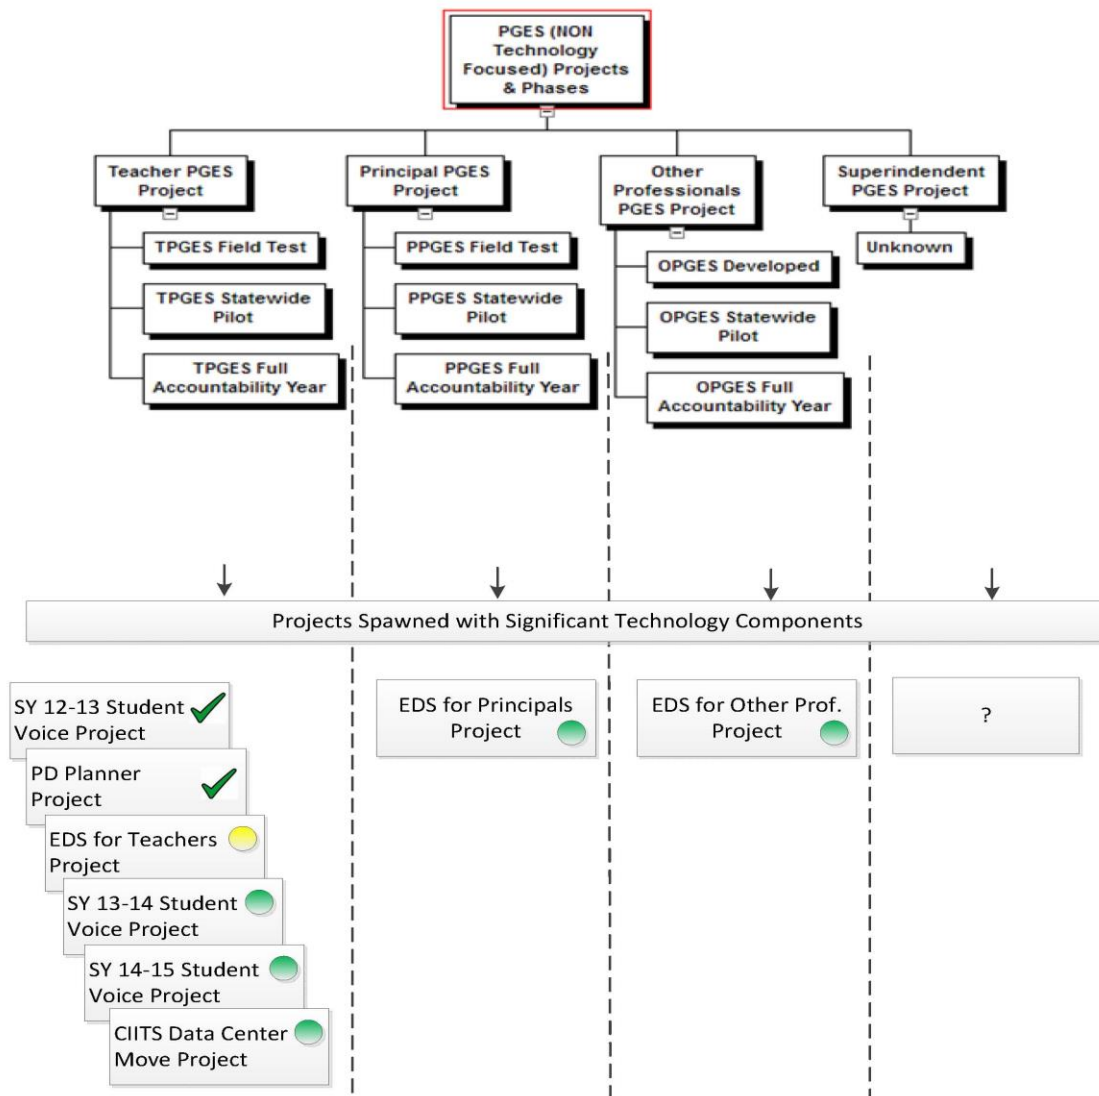 PGES (NON
Technology
Focused) Projects
& Phases
Teacher PGES
Project
Principal PGES
Project
Other
Professionals
PGES Project
Superindendent
PGES Project
TPGES Field Test
TPGES Statewide
Pilot
TPGES Full
Accountability Year
PPGES Field Test
PPGES Statewide
Pilot
PPGES Full
Accountability Year
OPGES Developed
OPGES Statewide
Pilot
OPGES Full
Accountability Year
Unknown
Projects Spawned with Significant Technology Components
SY 12-13 Student
Voice Project
PD Planner
Project
EDS for Teachers
Project
SY 13-14 Student
Voice Project
SY 14-15 Student
Voice Project
CIITS Data Center
Move Project
EDS for Principals
Project
EDS for Other Prof.
Project
?